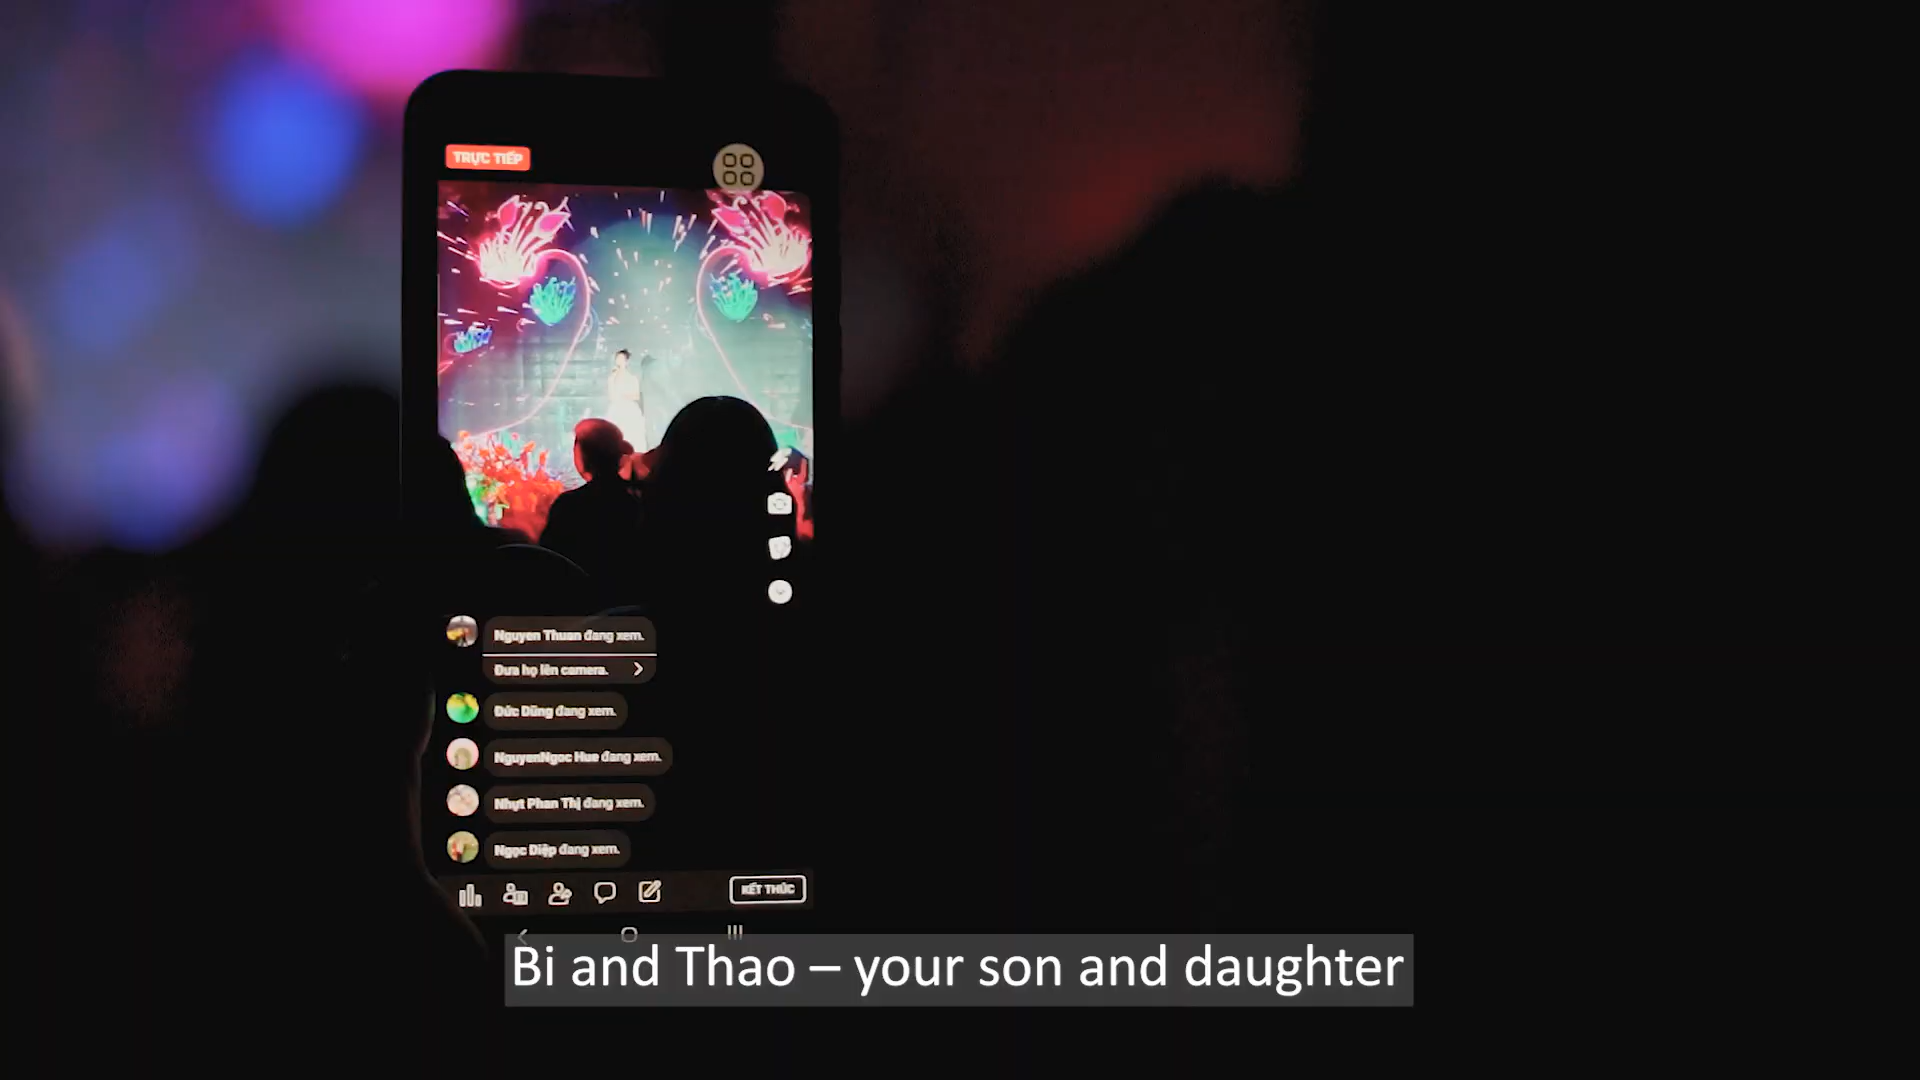 TRỰC TIẾP
Nguyen Thuan đang xem.
Đưa họ lên camera.
Đức Dũng đang xem.
NguyenNgoc Hue đang xem.
Nhựt Phan Thị đang xem.
Ngọc Diệp đang xem.
KẾT THÚC
Bi and Thao – your son and daughter